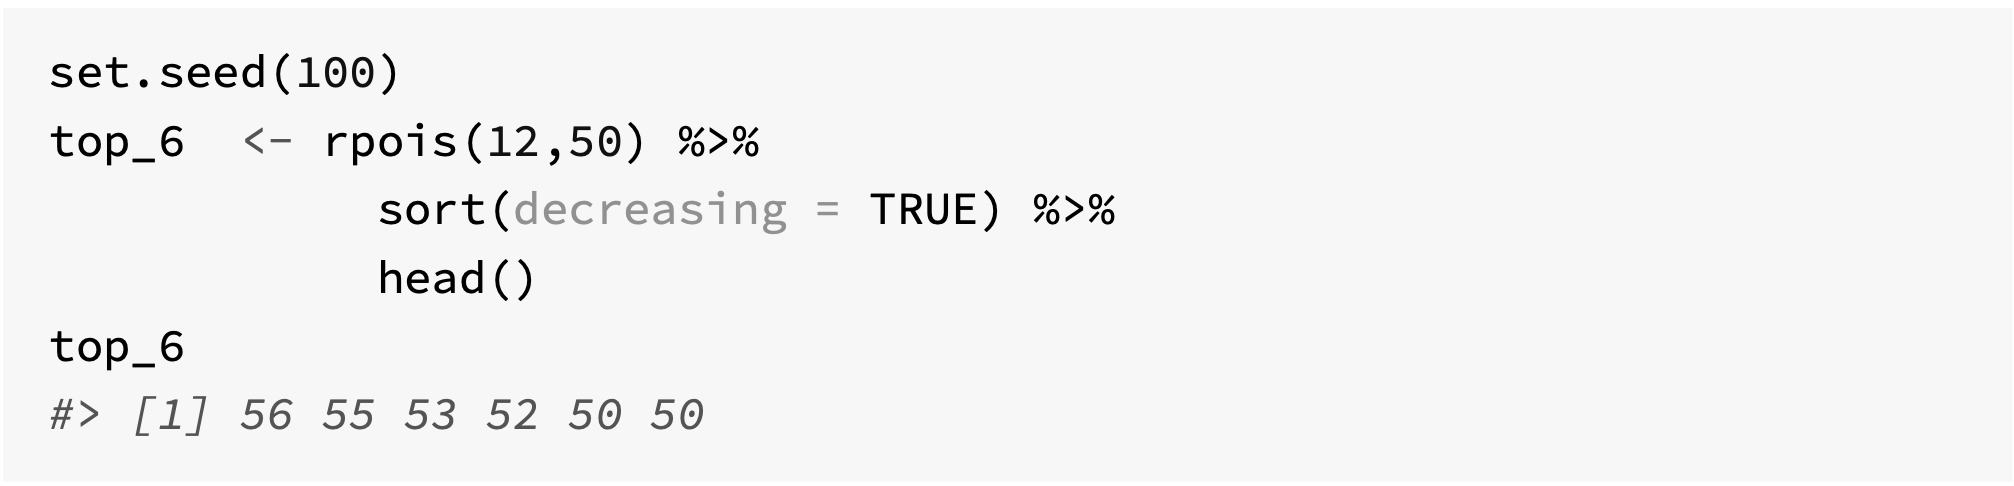 set.seed(100)
top_6  <- rpois(12,50) %>%
            sort(decreasing = TRUE) %>%
            head()
top_6
#> [1] 56 55 53 52 50 50